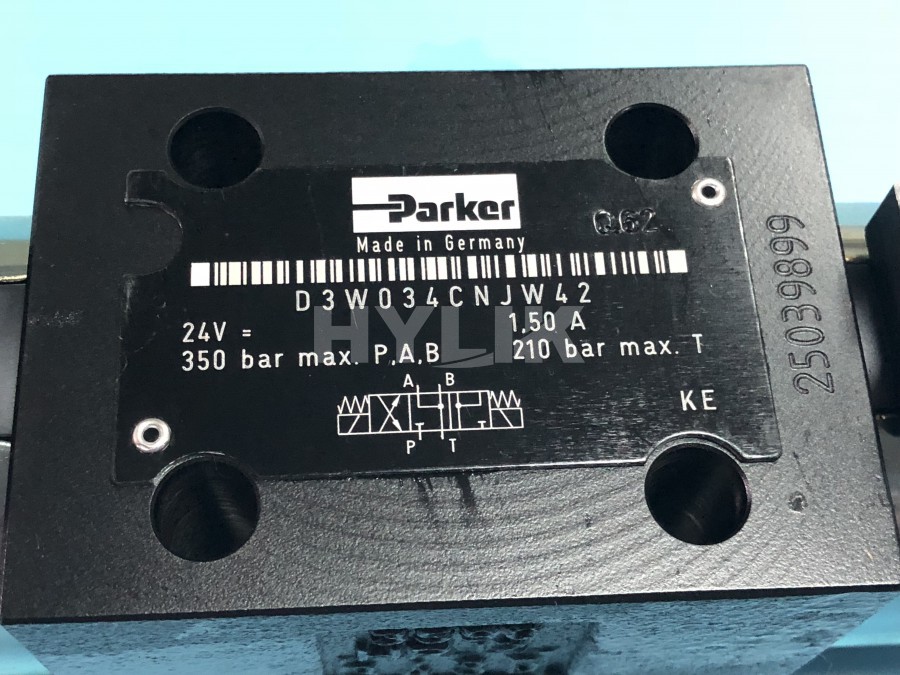 Parker
Q62
Made in Germany
D3W034CNJW42
24V = 1,50 A
350 bar max. P,A,B 210 bar max. T
A B
P T
KE
25039899
HYLIK